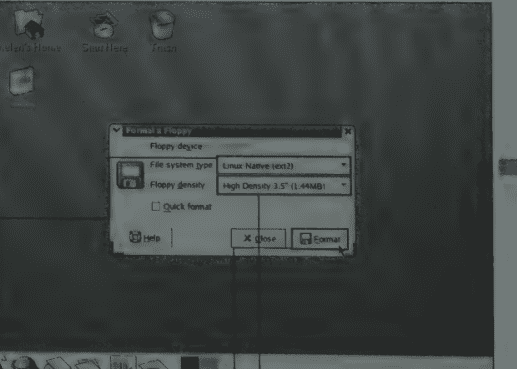 Home
Start Here
Format a Floppy
Floppy device
File system type
Linux Native (ext2)
Floppy density
High Density 3.5" (1.44MB)
Quick format
Help
Close
Format